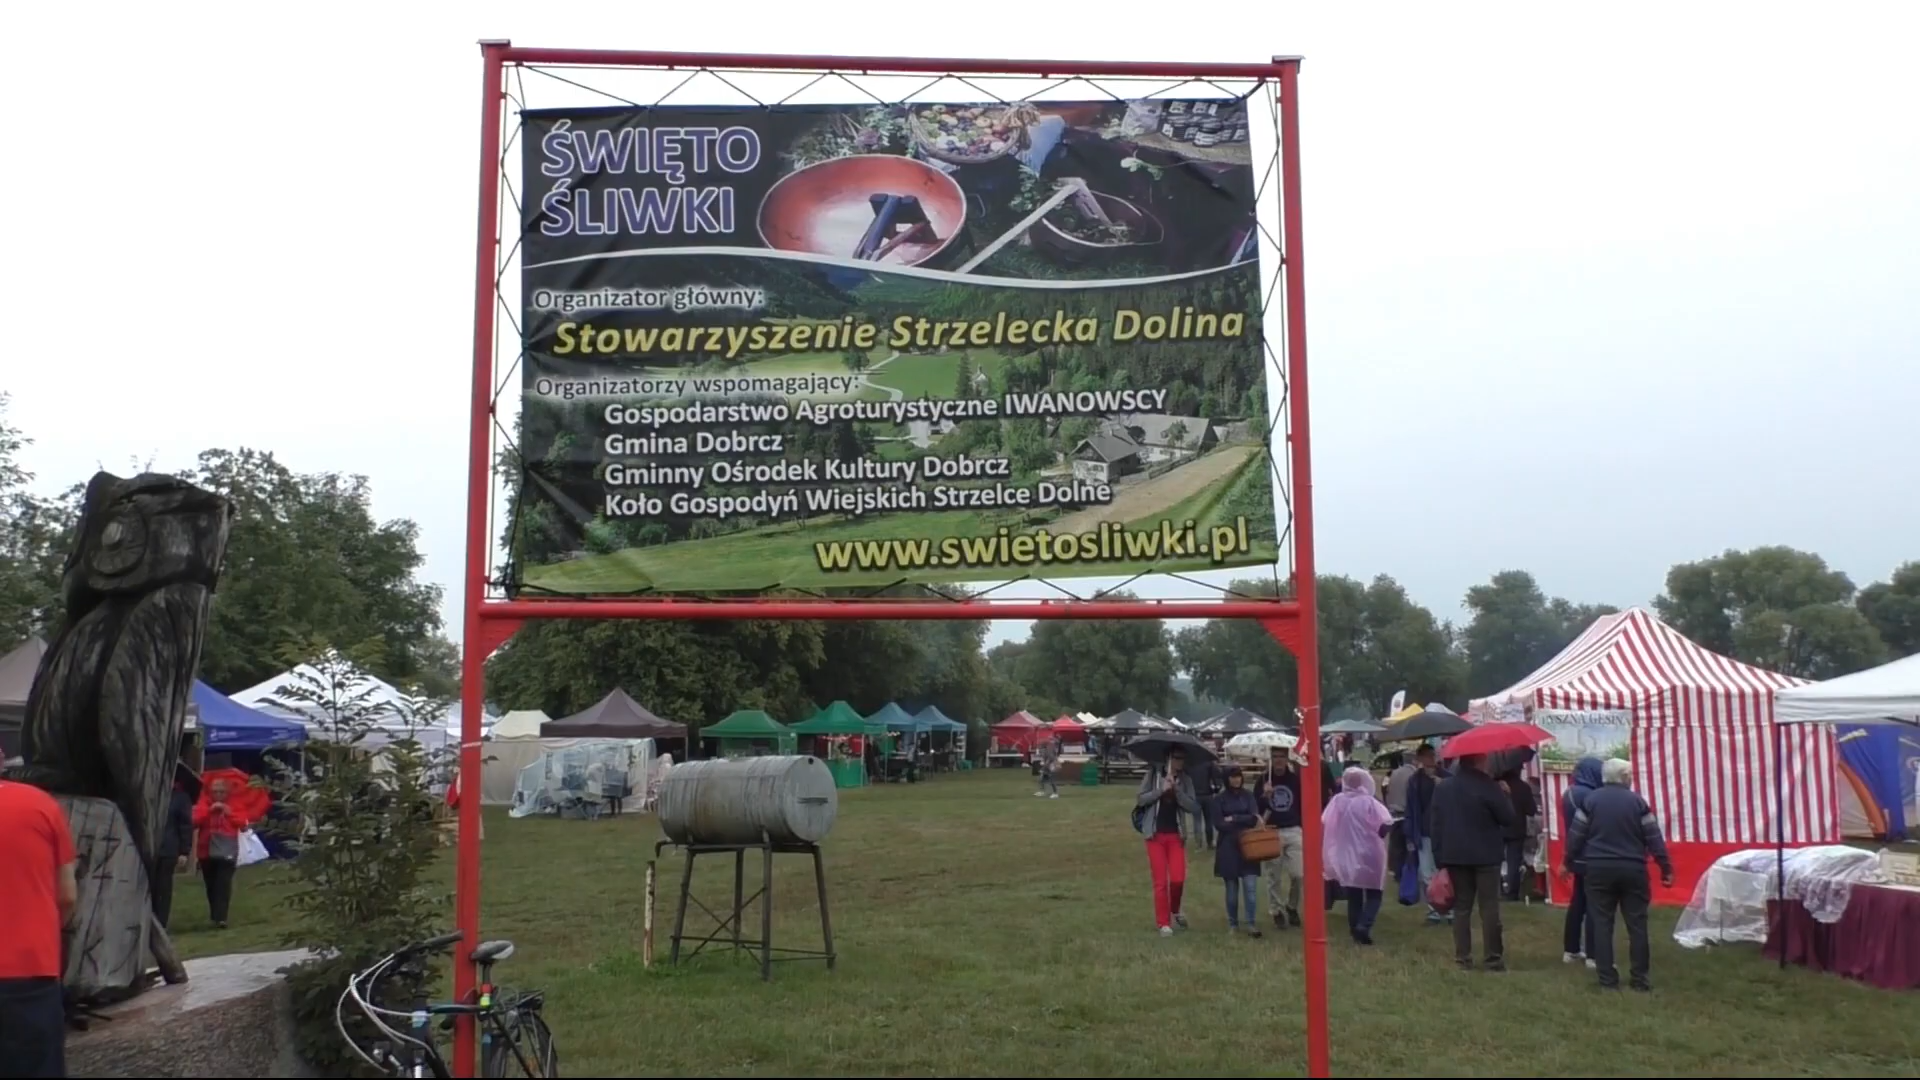 ŚWIĘTO
ŚLIWKI
Organizator główny:
Stowarzyszenie Strzelecka Dolina
Organizatorzy wspomagający:
Gospodarstwo Agroturystyczne IWANOWSCY
Gmina Dobrcz
Gminny Ośrodek Kultury Dobrcz
Koło Gospodyń Wiejskich Strzelce Dolne
www.swietosliwki.pl
GĘSINA